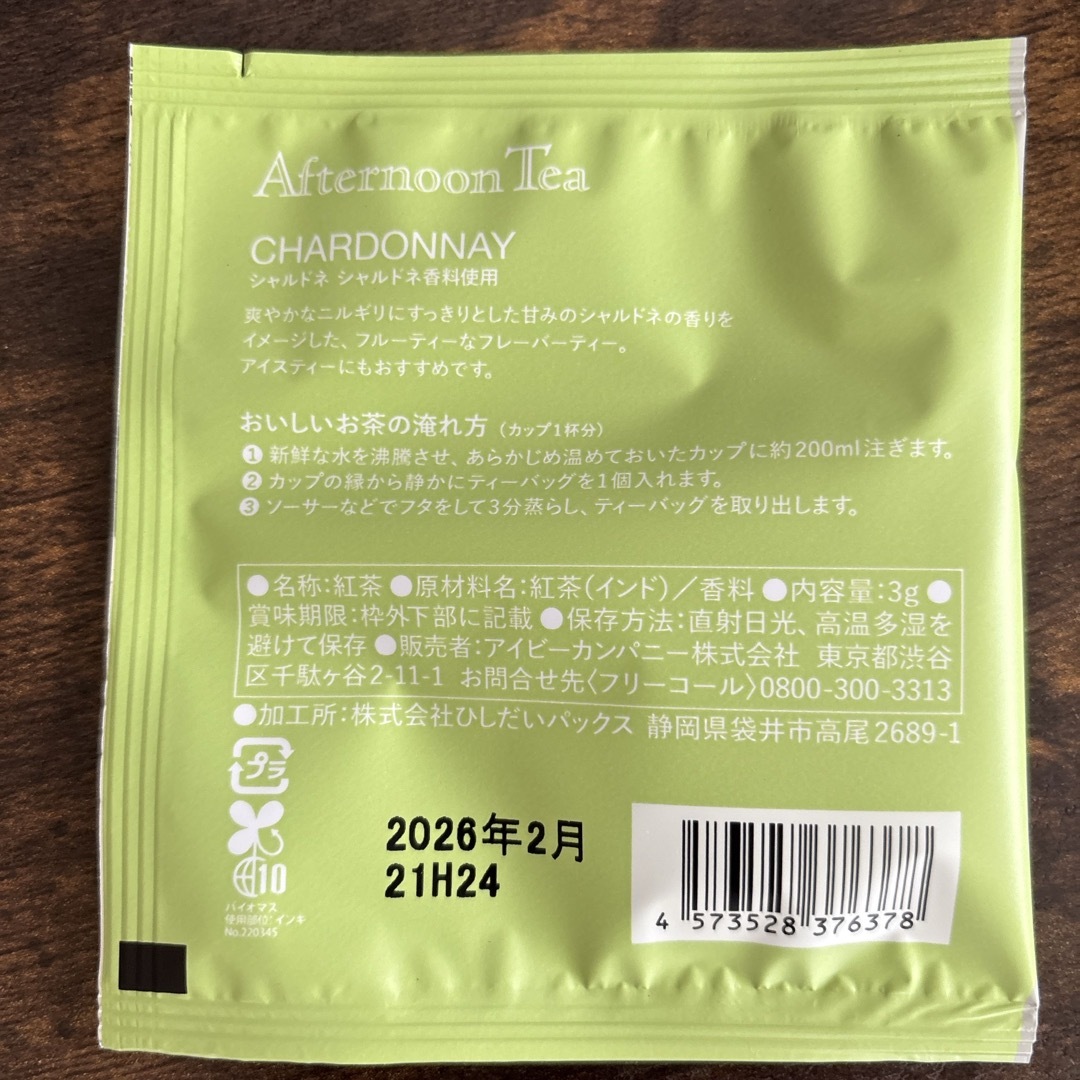 Afternoon Tea
CHARDONNAY
シャルドネ シャルドネ香料使用
爽やかなニルギリにすっきりとした甘みのシャルドネの香りを
イメージした、フルーティーなフレーバーティー。
アイスティーにもおすすめです。
おいしいお茶の淹れ方（カップ1杯分）
❶ 新鮮な水を沸騰させ、あらかじめ温めておいたカップに約200ml注ぎます。
❷ カップの縁から静かにティーバッグを1個入れます。
❸ ソーサーなどでフタをして3分蒸らし、ティーバッグを取り出します。
●名称:紅茶 ●原材料名:紅茶(インド)／香料 ●内容量:3g ●
賞味期限:枠外下部に記載 ●保存方法:直射日光、高温多湿を
避けて保存 ●販売者:アイビーカンパニー株式会社 東京都渋谷
区千駄ヶ谷2-11-1 お問合せ先〈フリーコール〉0800-300-3313
●加工所:株式会社ひしだいパックス 静岡県袋井市高尾2689-1
プラ
10
バイオマス
使用部位:インキ
No.220345
2026年2月
21H24
4 573528 376378